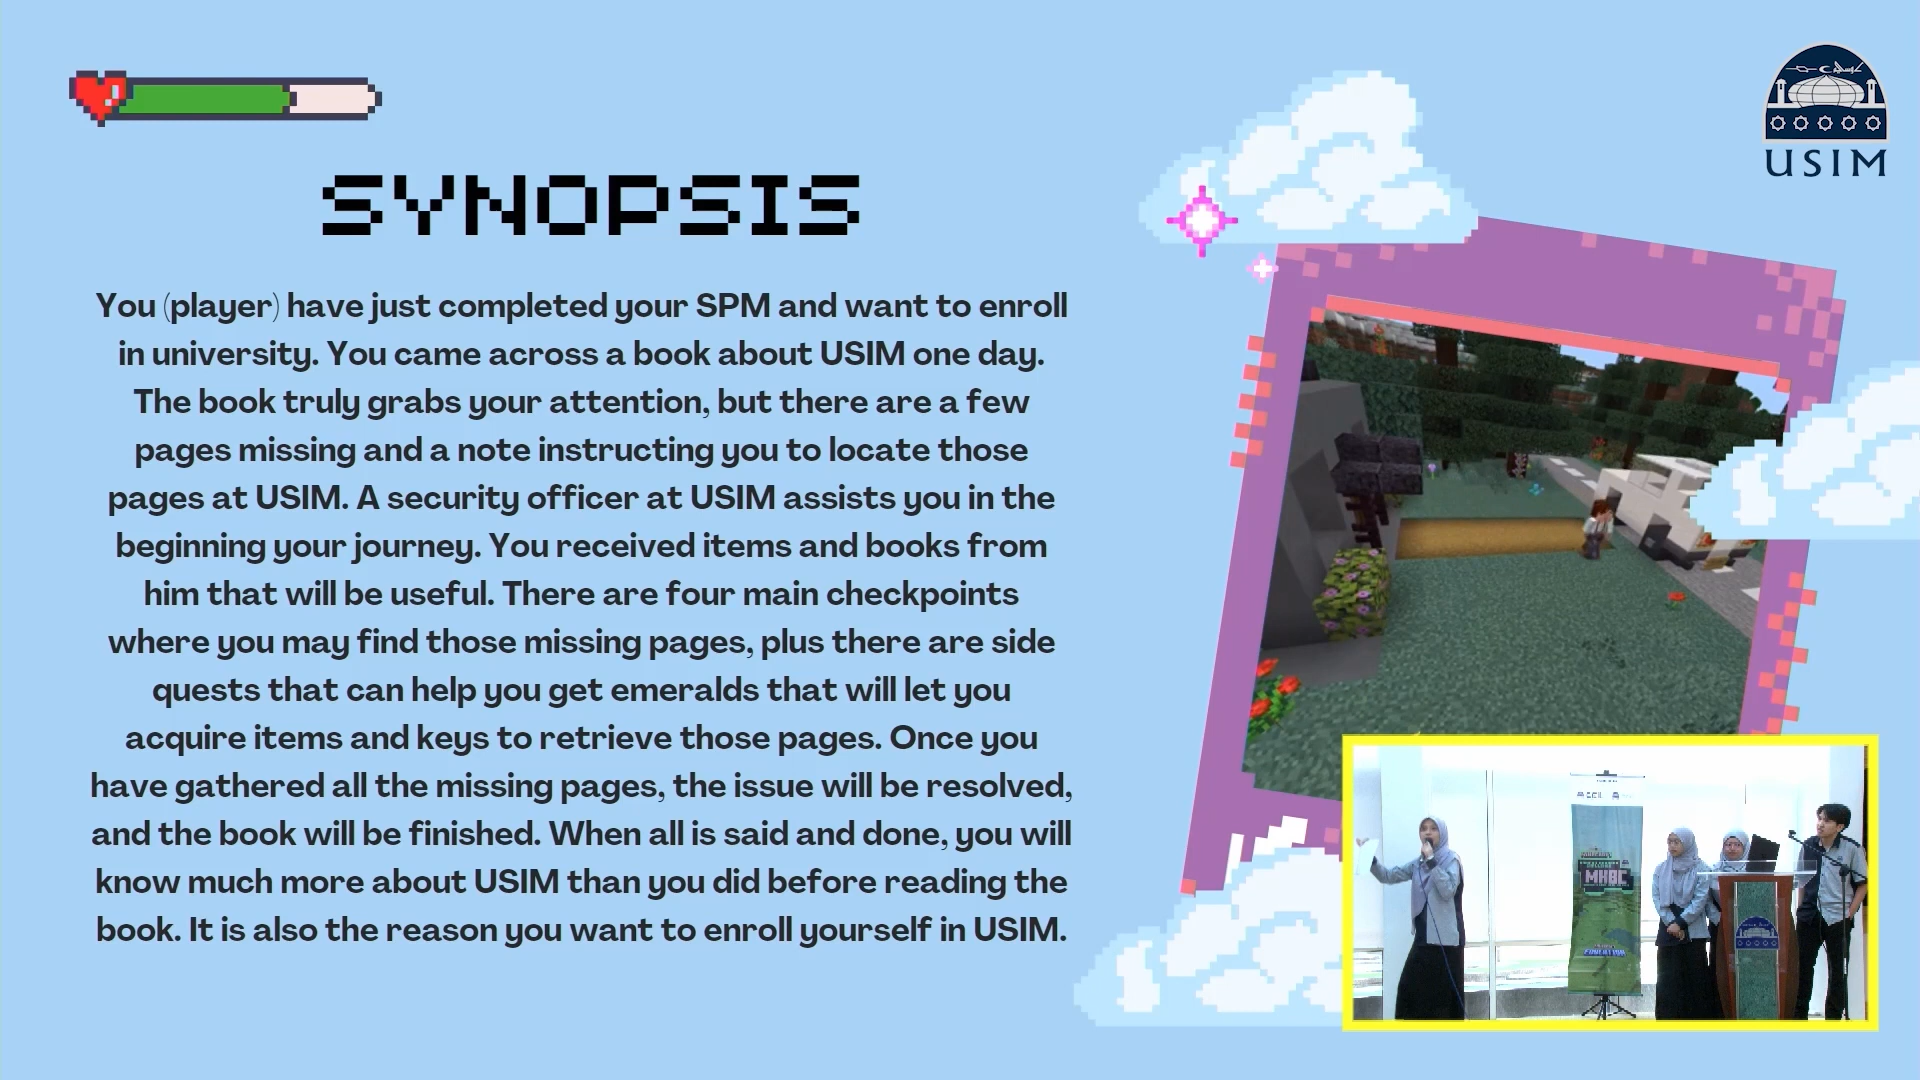 USIM
SYNOPSIS
You (player) have just completed your SPM and want to enroll
in university. You came across a book about USIM one day.
The book truly grabs your attention, but there are a few
pages missing and a note instructing you to locate those
pages at USIM. A security officer at USIM assists you in the
beginning your journey. You received items and books from
him that will be useful. There are four main checkpoints
where you may find those missing pages, plus there are side
quests that can help you get emeralds that will let you
acquire items and keys to retrieve those pages. Once you
have gathered all the missing pages, the issue will be resolved,
and the book will be finished. When all is said and done, you will
know much more about USIM than you did before reading the
book. It is also the reason you want to enroll yourself in USIM.
MHBC